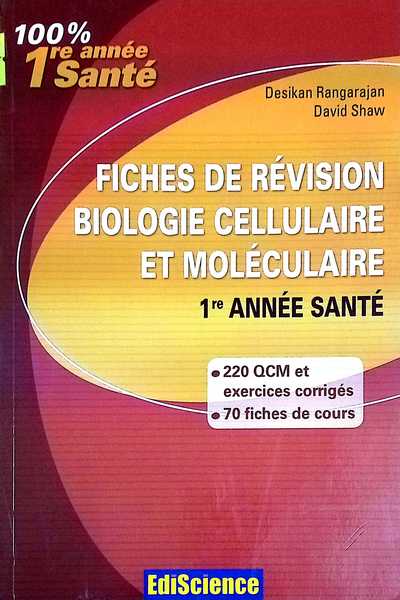 100%
1re année
Santé
Desikan Rangarajan
David Shaw
FICHES DE RÉVISION
BIOLOGIE CELLULAIRE
ET MOLÉCULAIRE
1re ANNÉE SANTÉ
• 220 QCM et
exercices corrigés
• 70 fiches de cours
EdiScience